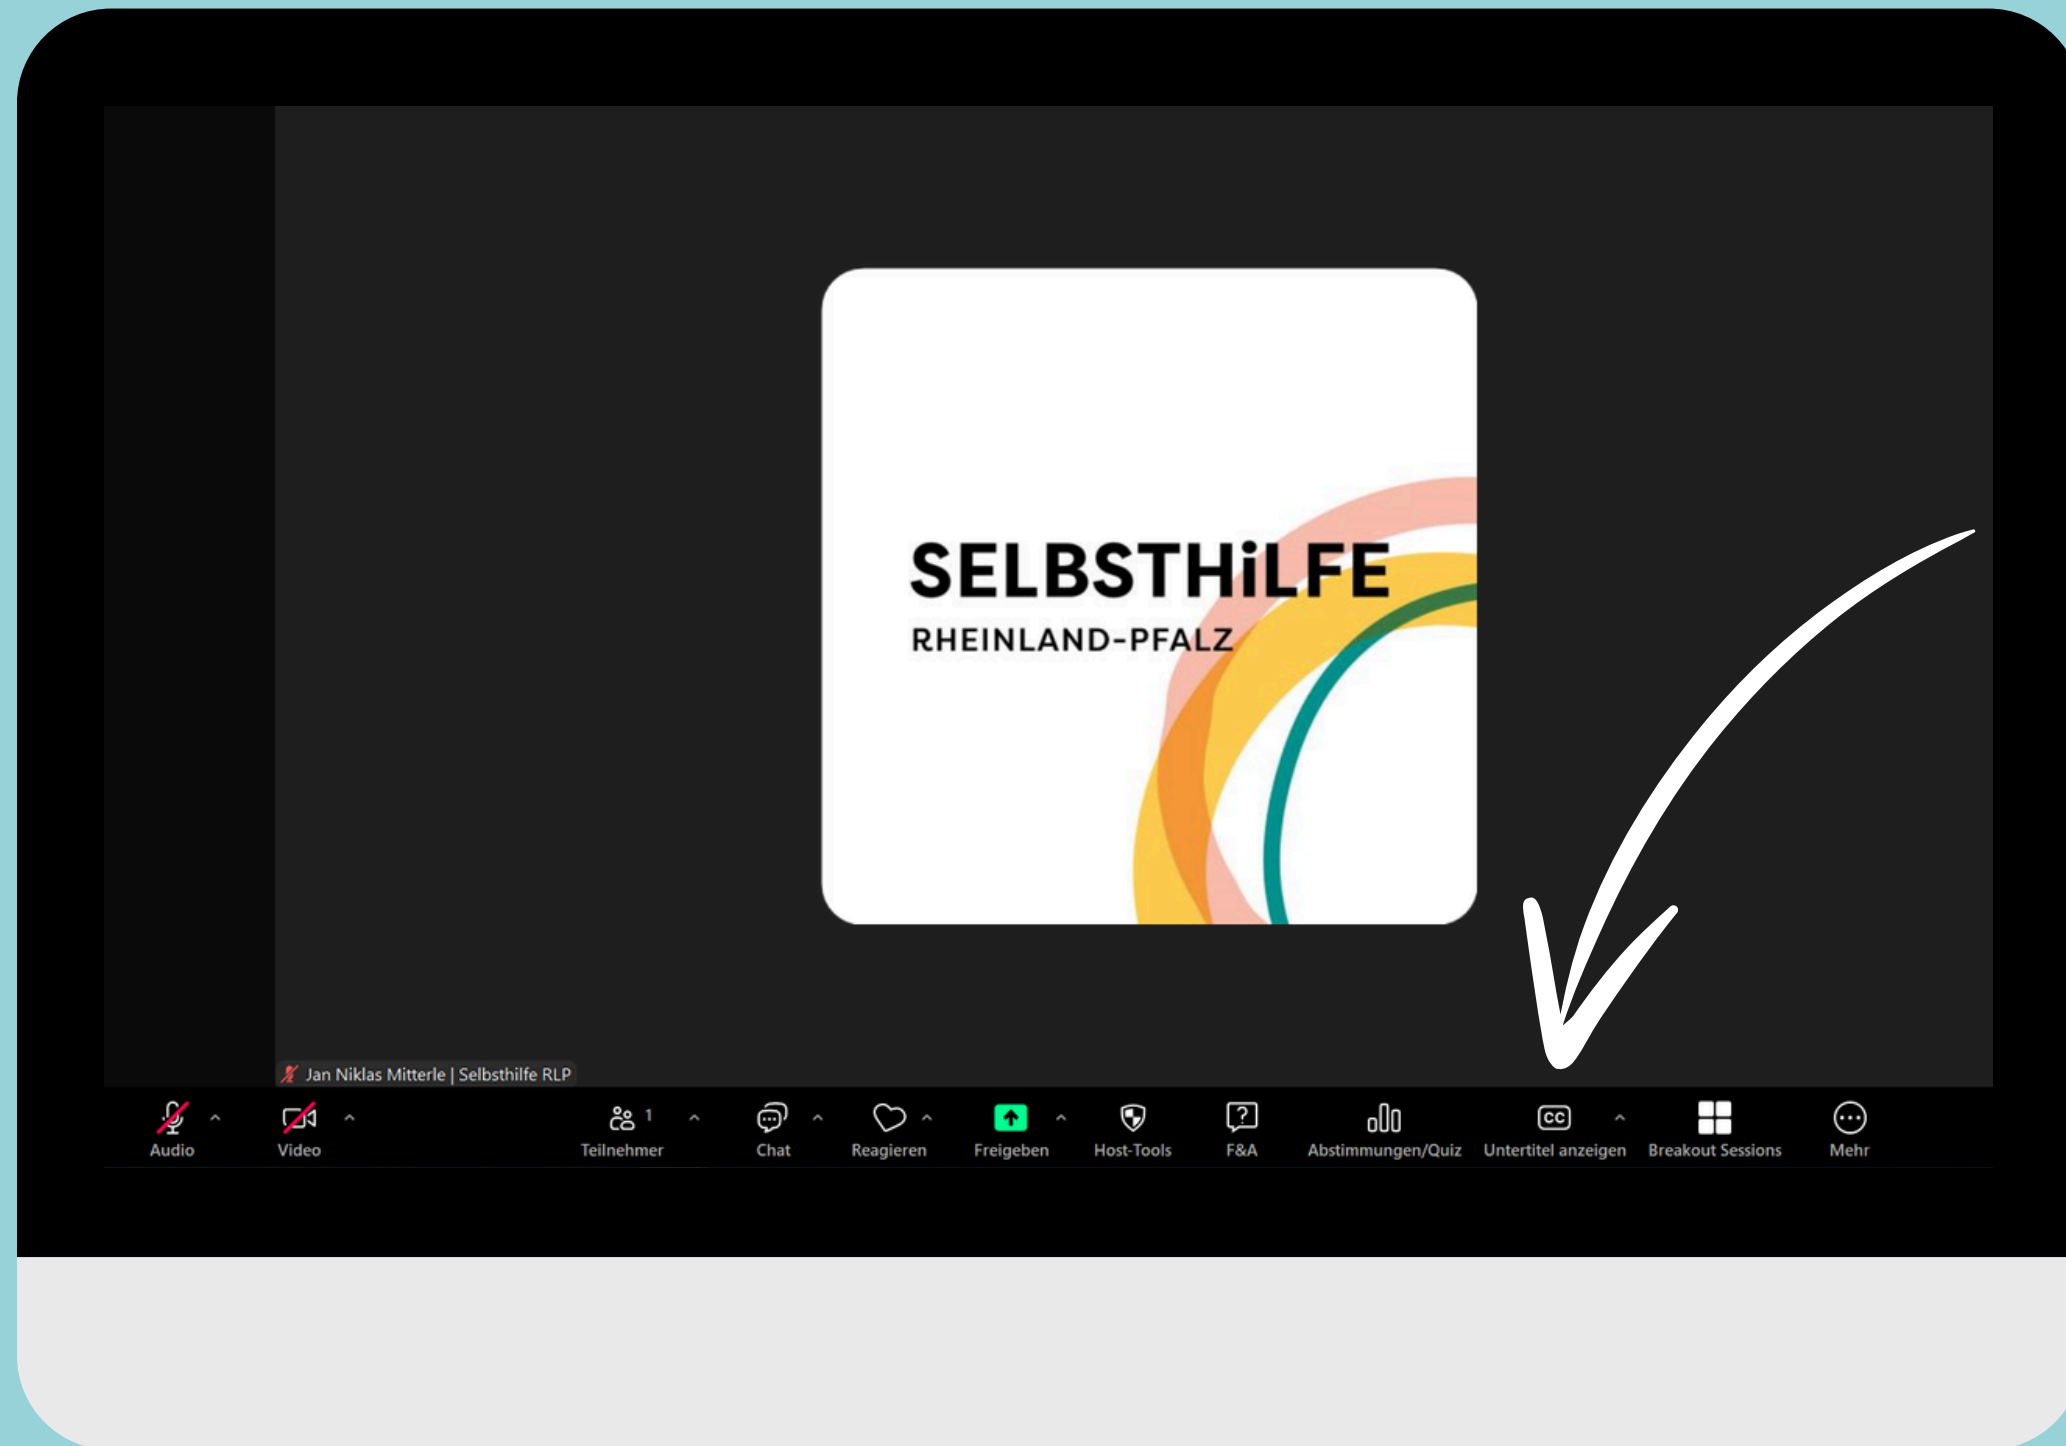 SELBSTHiLFE
RHEINLAND-PFALZ
Jan Niklas Mitterle | Selbsthilfe RLP
1
CC
Audio Video Teilnehmer Chat Reagieren Freigeben Host-Tools F&A Abstimmungen/Quiz Untertitel anzeigen Breakout Sessions Mehr